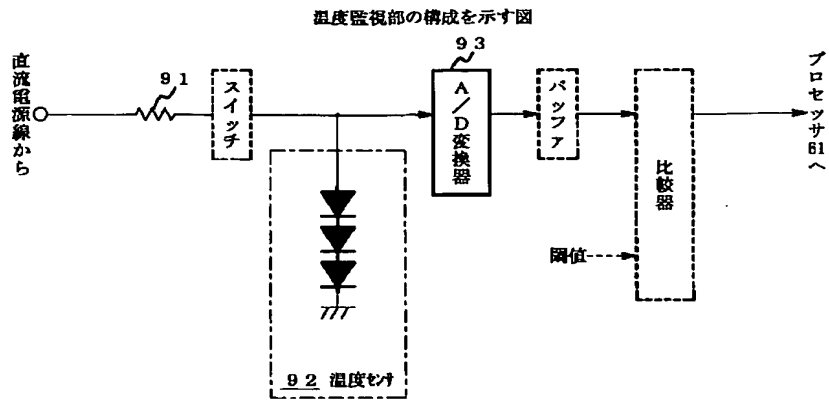 温度監視部の構成を示す図
直流電源線から
91
スイッチ
93
A/D変換器
バッファ
比較器
プロセッサ61へ
閾値
92 温度センサ